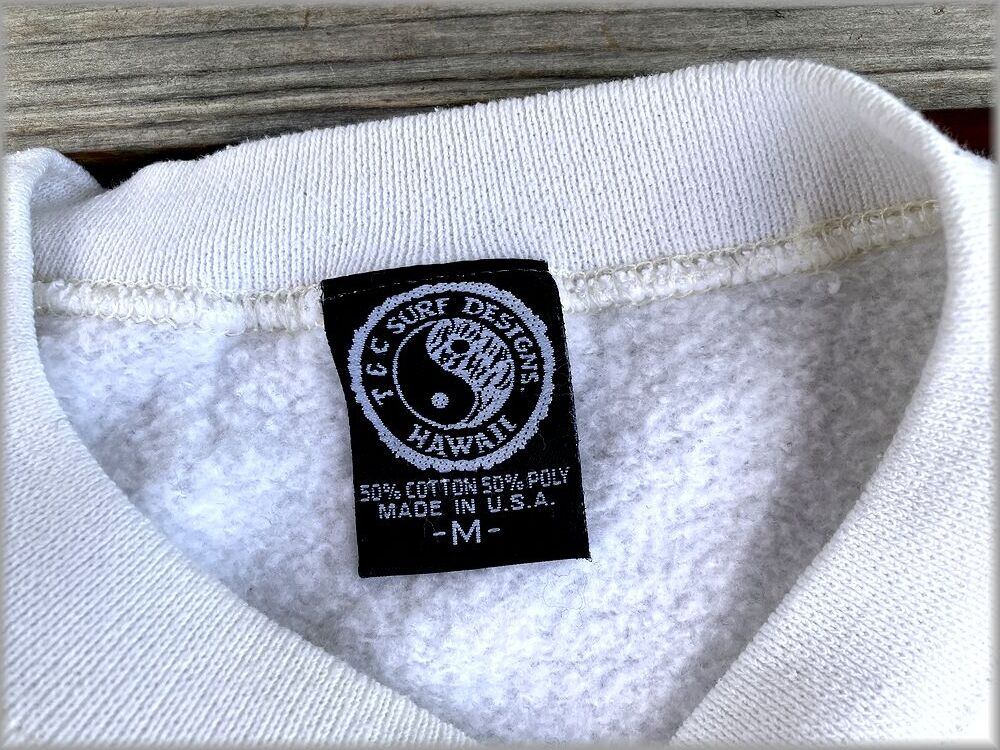 T & C SURF DESIGNS.
HAWAII
50% COTTON 50% POLY
MADE IN U.S.A.
-M-